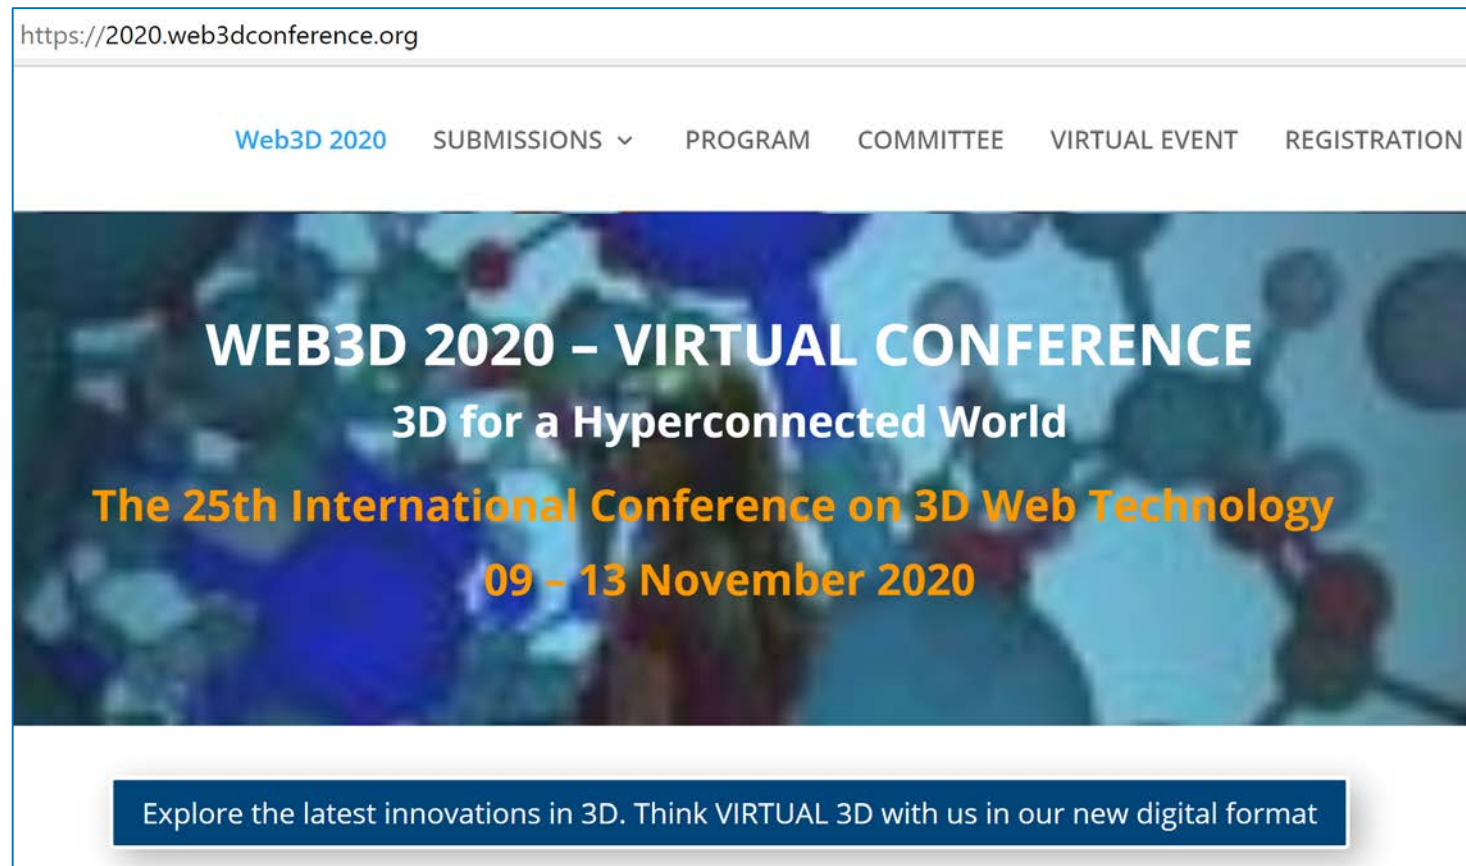 https://2020.web3dconference.org
Web3D 2020 SUBMISSIONS PROGRAM COMMITTEE VIRTUAL EVENT REGISTRATION
WEB3D 2020 – VIRTUAL CONFERENCE
3D for a Hyperconnected World
The 25th International Conference on 3D Web Technology
09 – 13 November 2020
Explore the latest innovations in 3D. Think VIRTUAL 3D with us in our new digital format